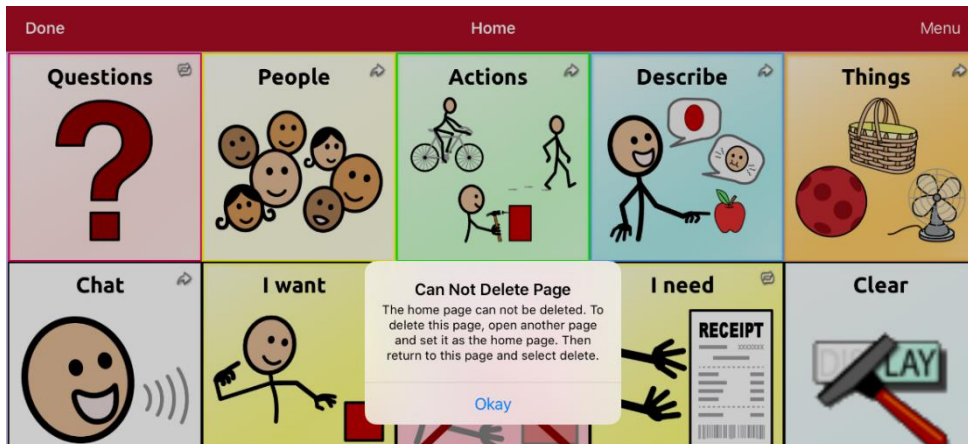 Done
Home
Menu
Questions
People
Actions
Describe
Things
Chat
I want
I need
Clear
Can Not Delete Page
The home page can not be deleted. To
delete this page, open another page
and set it as the home page. Then
return to this page and select delete.
Okay
RECEIPT
XXXXXXX